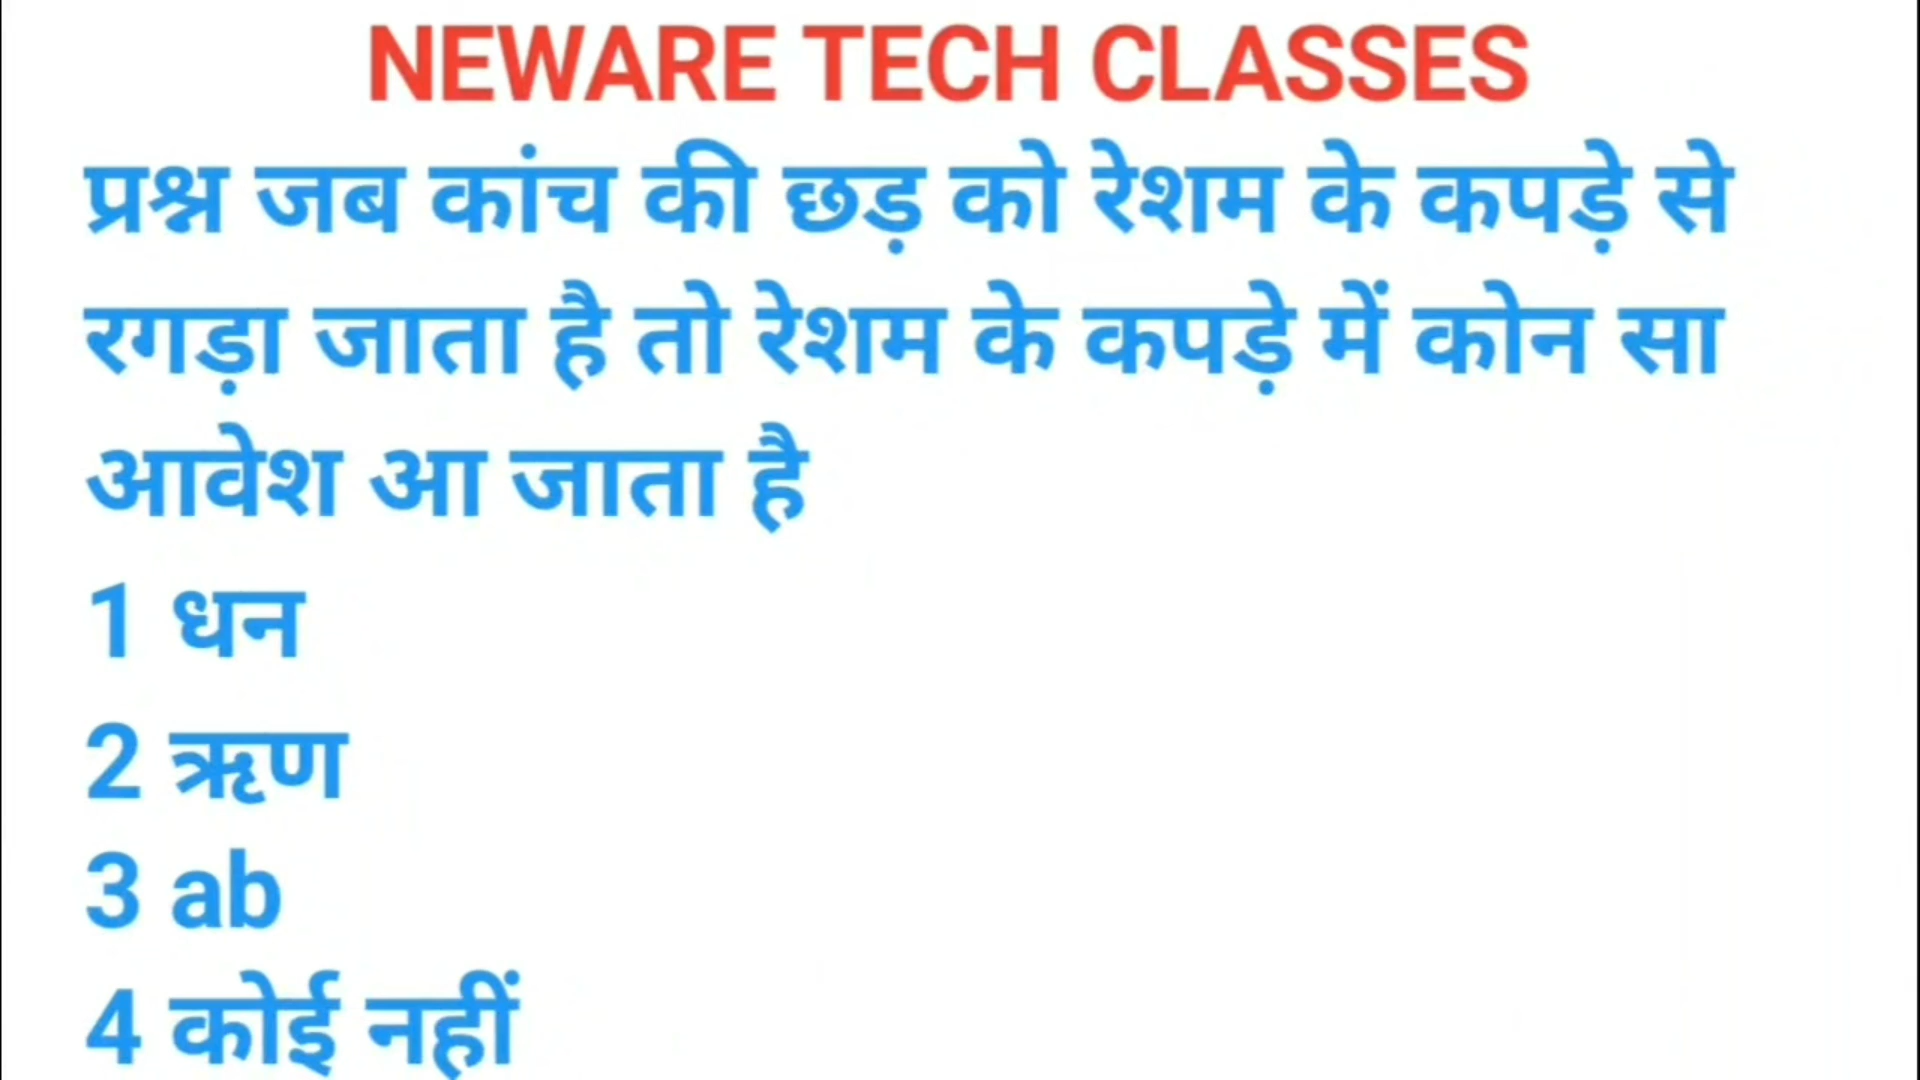 NEWARE TECH CLASSES
प्रश्न जब कांच की छड़ को रेशम के कपड़े से
रगड़ा जाता है तो रेशम के कपड़े में कोन सा
आवेश आ जाता है
1 धन
2 ऋण
3 ab
4 कोई नहीं